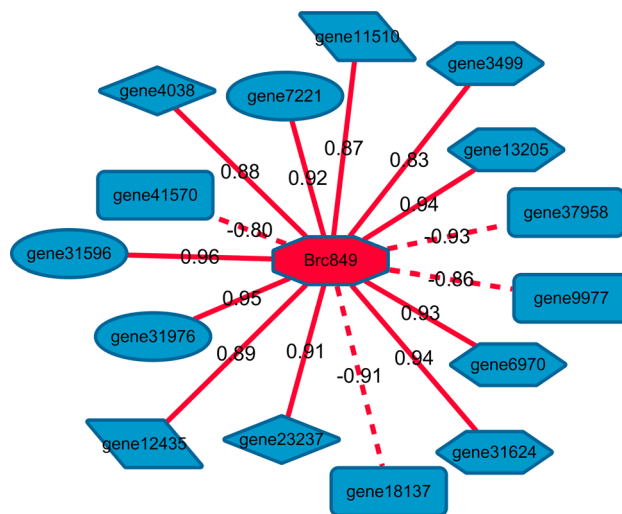 gene11510
gene3499
gene4038
gene7221
0.87
0.83
gene13205
0.88
0.92
gene41570
0.94
gene37958
-0.80
-0.93
gene31596
0.96
Brc849
-0.86
gene9977
0.95
0.93
gene31976
0.89
0.91
0.94
gene6970
-0.91
gene12435
gene23237
gene31624
gene18137